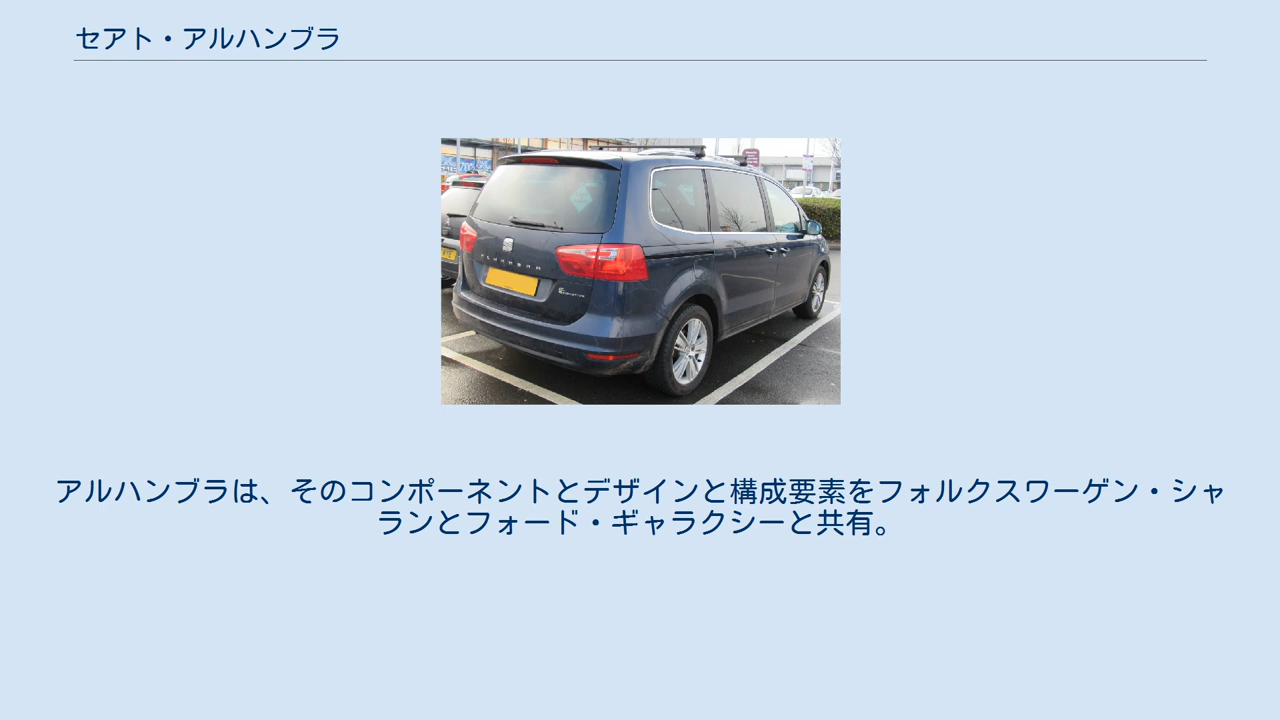 セアト・アルハンブラ
アルハンブラは、そのコンポーネントとデザインと構成要素をフォルクスワーゲン・シャ
ランとフォード・ギャラクシーと共有。